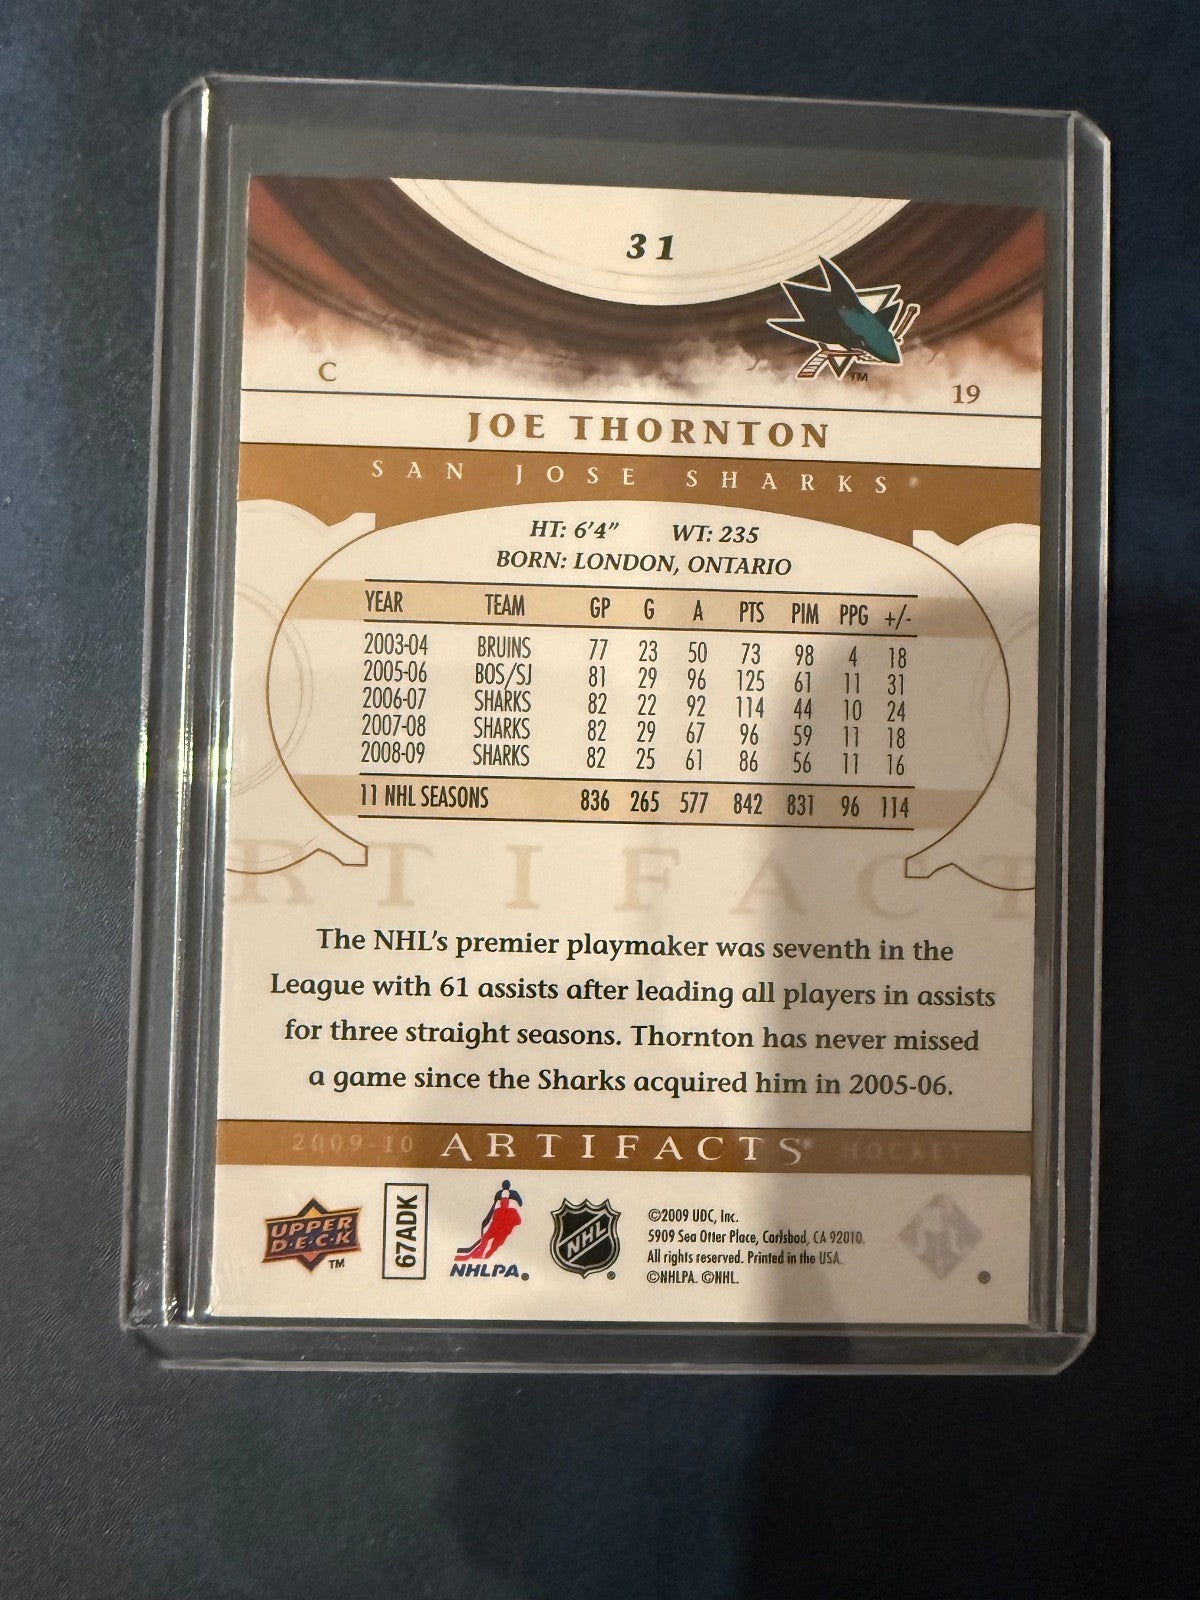 31
TM
C
19
JOE THORNTON
SAN JOSE SHARKS®
HT: 6'4" WT: 235
BORN: LONDON, ONTARIO
YEAR TEAM GP G A PTS PIM PPG +/-
2003-04 BRUINS 77 23 50 73 98 4 18
2005-06 BOS/SJ 81 29 96 125 61 11 31
2006-07 SHARKS 82 22 92 114 44 10 24
2007-08 SHARKS 82 29 67 96 59 11 18
2008-09 SHARKS 82 25 61 86 56 11 16
11 NHL SEASONS 836 265 577 842 831 96 114
RTIFACT
The NHL's premier playmaker was seventh in the
League with 61 assists after leading all players in assists
for three straight seasons. Thornton has never missed
a game since the Sharks acquired him in 2005-06.
2009-10 ARTIFACTS® HOCKEY
UPPER
DECK
TM
67ADK
NHLPA®
NHL®
©2009 UDC, Inc.
5909 Sea Otter Place, Carlsbad, CA 92010.
All rights reserved. Printed in the USA.
©NHLPA. ©NHL.
®